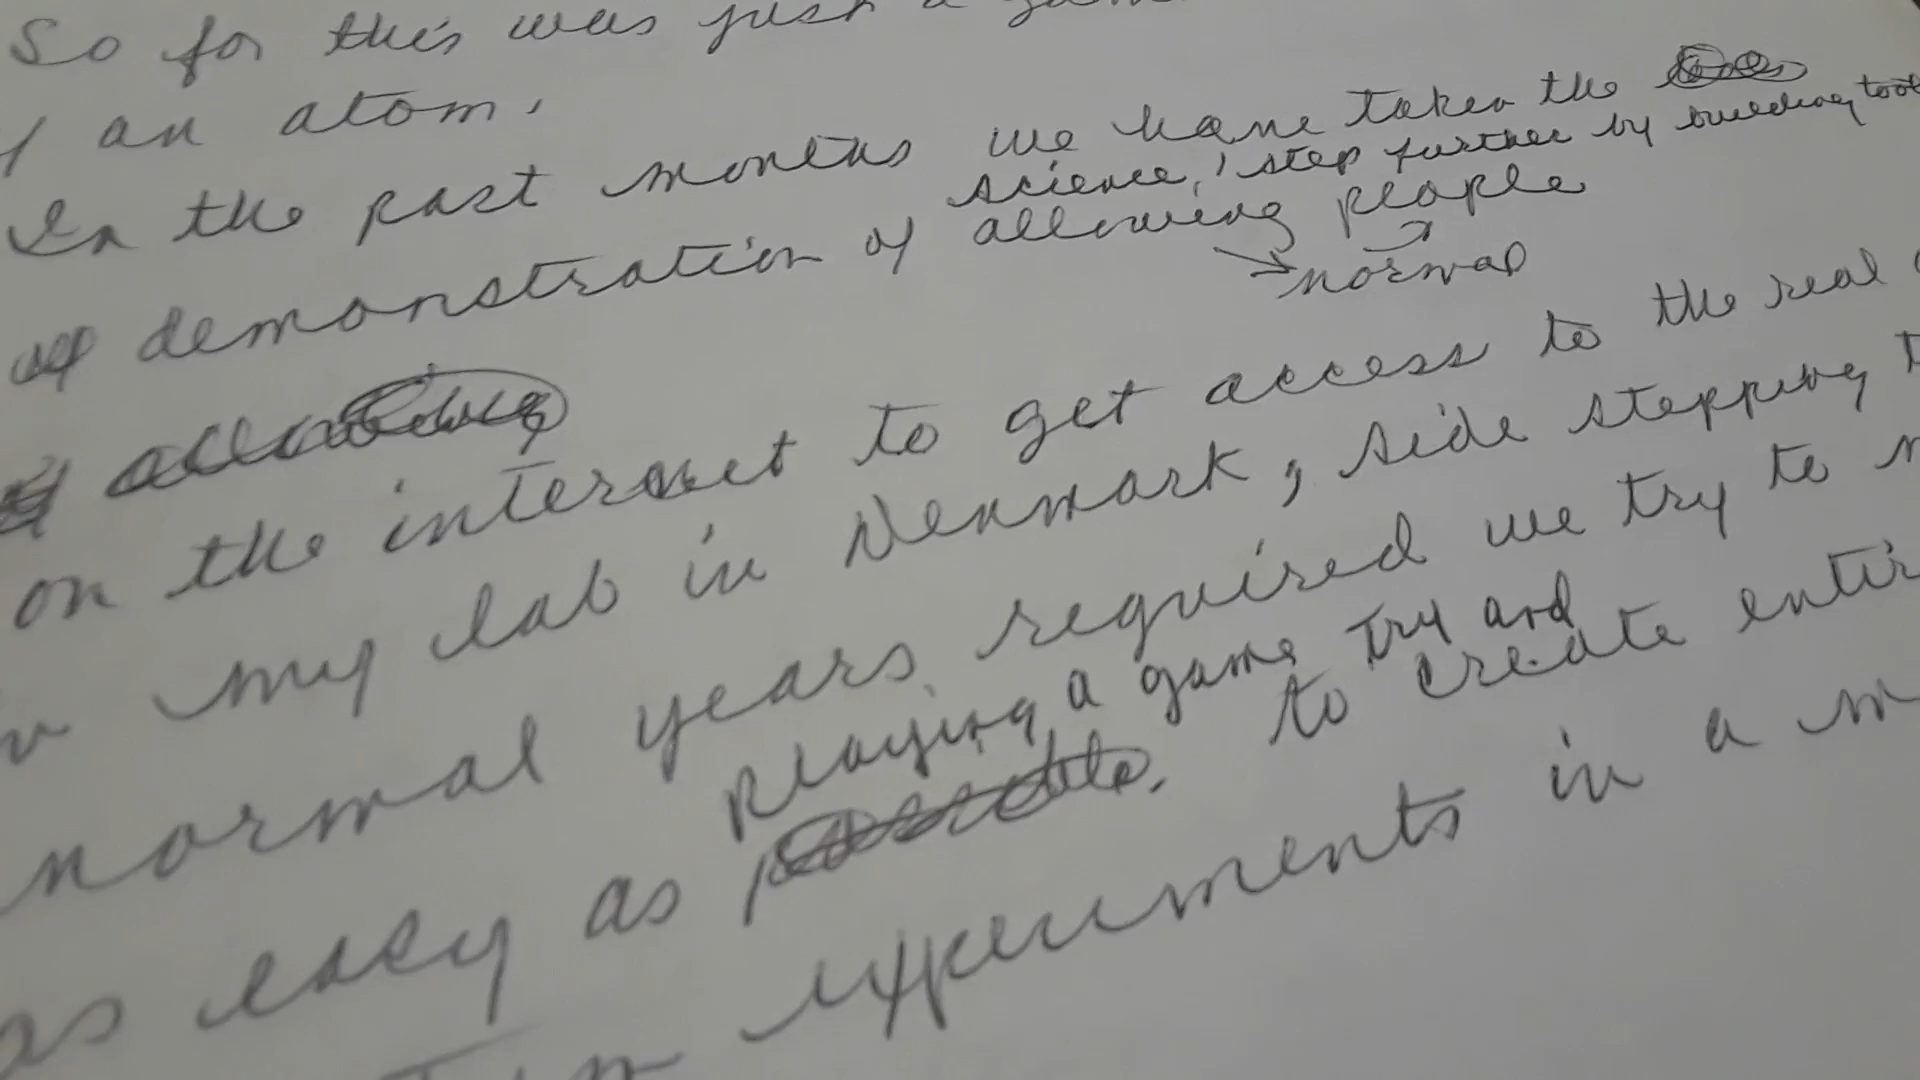 So for this was just a
an atom.
In the past months we have taken the
science, 1 step further by building
demonstration of allowing people
normal
on the internet to get access to the real
my lab in Denmark, side stepping
normal years required we try to
playing a game try and
as easy as to create
experiments in a